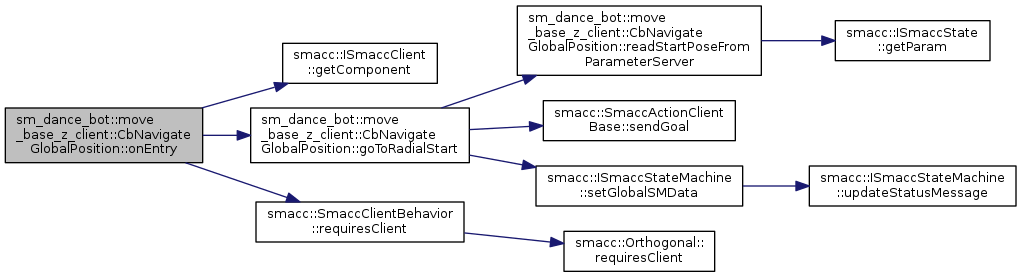 sm_dance_bot::move
_base_z_client::CbNavigate
GlobalPosition::onEntry
smacc::ISmaccClient
::getComponent
sm_dance_bot::move
_base_z_client::CbNavigate
GlobalPosition::goToRadialStart
smacc::SmaccClientBehavior
::requiresClient
sm_dance_bot::move
_base_z_client::CbNavigate
GlobalPosition::readStartPoseFrom
ParameterServer
smacc::SmaccActionClient
Base::sendGoal
smacc::ISmaccStateMachine
::setGlobalSMData
smacc::Orthogonal::
requiresClient
smacc::ISmaccState
::getParam
smacc::ISmaccStateMachine
::updateStatusMessage